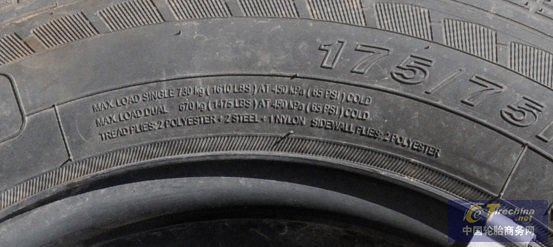 175/75
MAX. LOAD SINGLE 730 kg (1610 LBS) AT 450 kPa (65 PSI) COLD
MAX. LOAD DUAL 670 kg (1475 LBS) AT 450 kPa (65 PSI) COLD
TREAD PLIES: 2 POLYESTER + 2 STEEL + 1 NYLON SIDEWALL PLIES: 2 POLYESTER
Tirechina.net
中国轮胎商务网